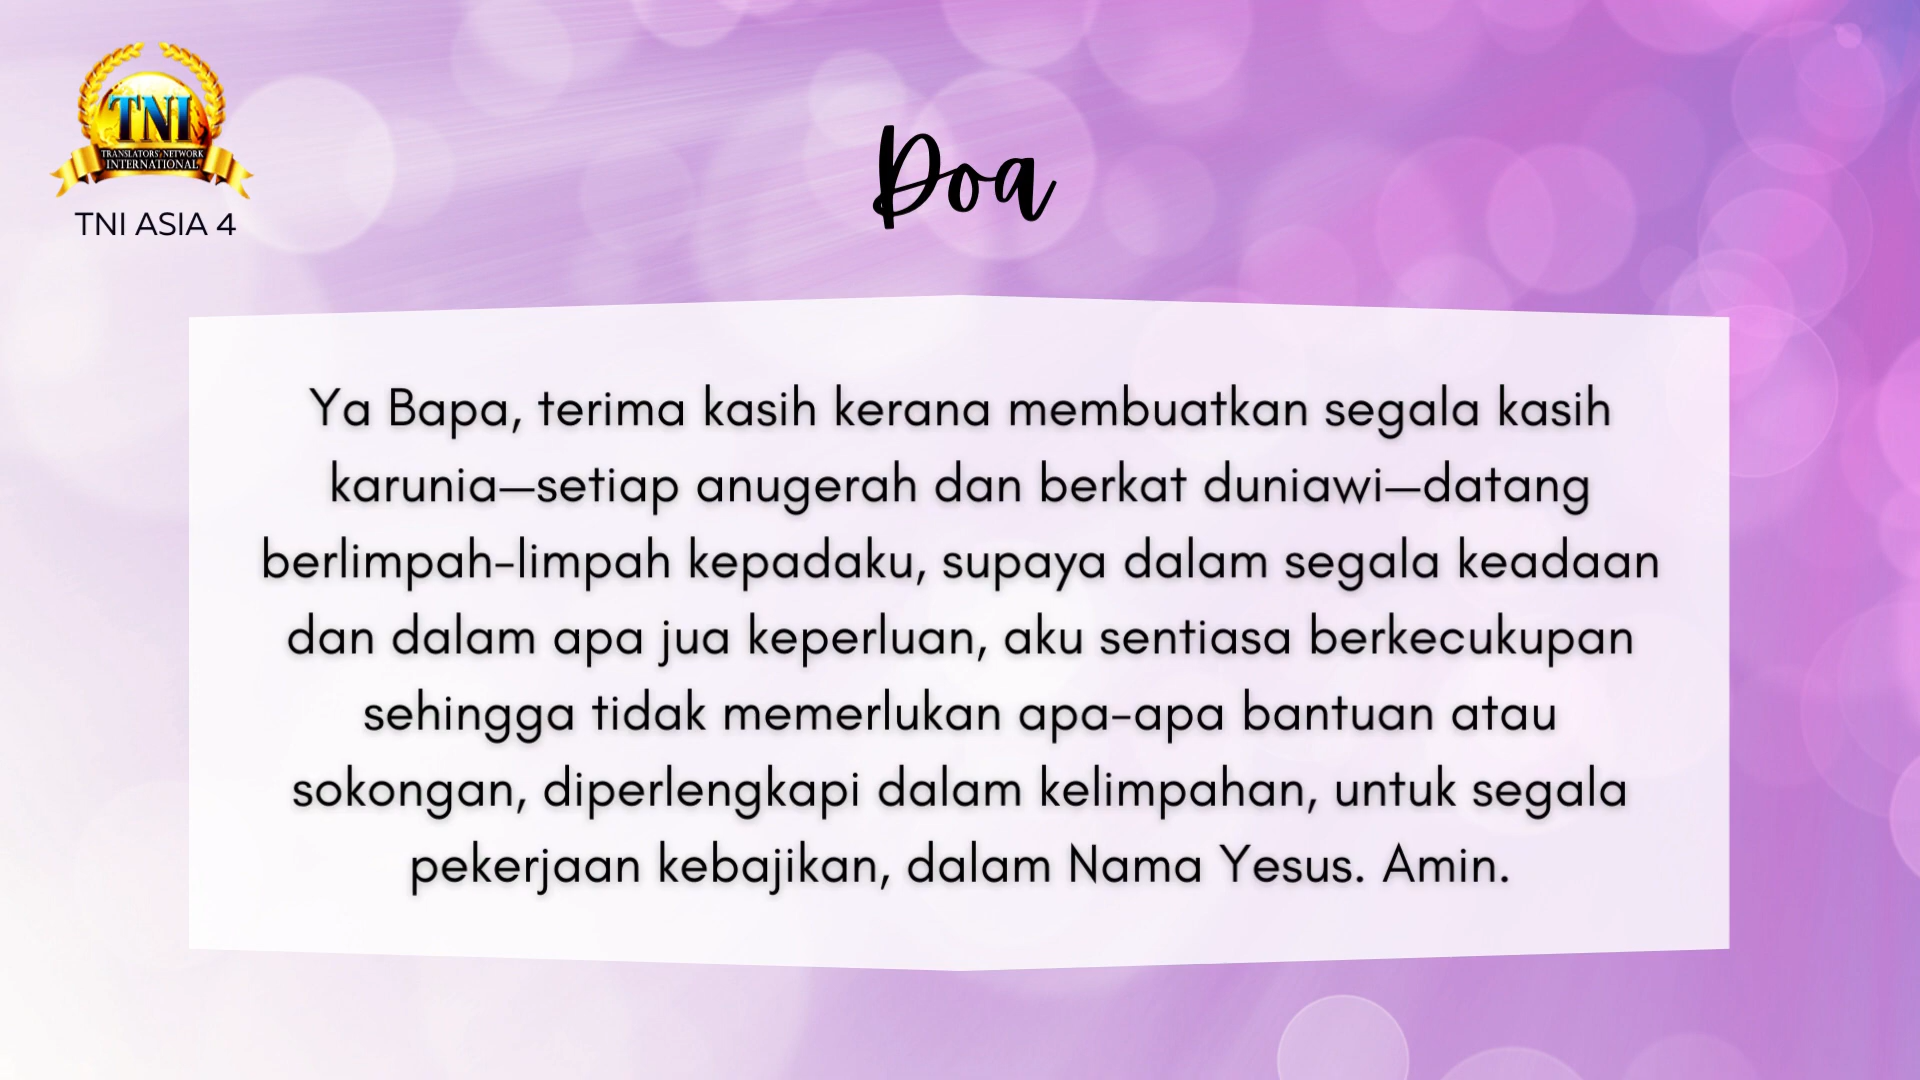 TNI
TRANSLATORS' NETWORK
INTERNATIONAL
TNI ASIA 4
Doa
Ya Bapa, terima kasih kerana membuatkan segala kasih
karunia—setiap anugerah dan berkat duniawi—datang
berlimpah-limpah kepadaku, supaya dalam segala keadaan
dan dalam apa jua keperluan, aku sentiasa berkecukupan
sehingga tidak memerlukan apa-apa bantuan atau
sokongan, diperlengkapi dalam kelimpahan, untuk segala
pekerjaan kebajikan, dalam Nama Yesus. Amin.